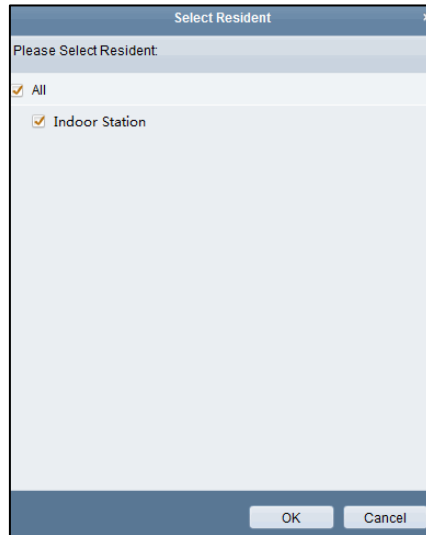 Select Resident
Please Select Resident:
All
Indoor Station
OK Cancel